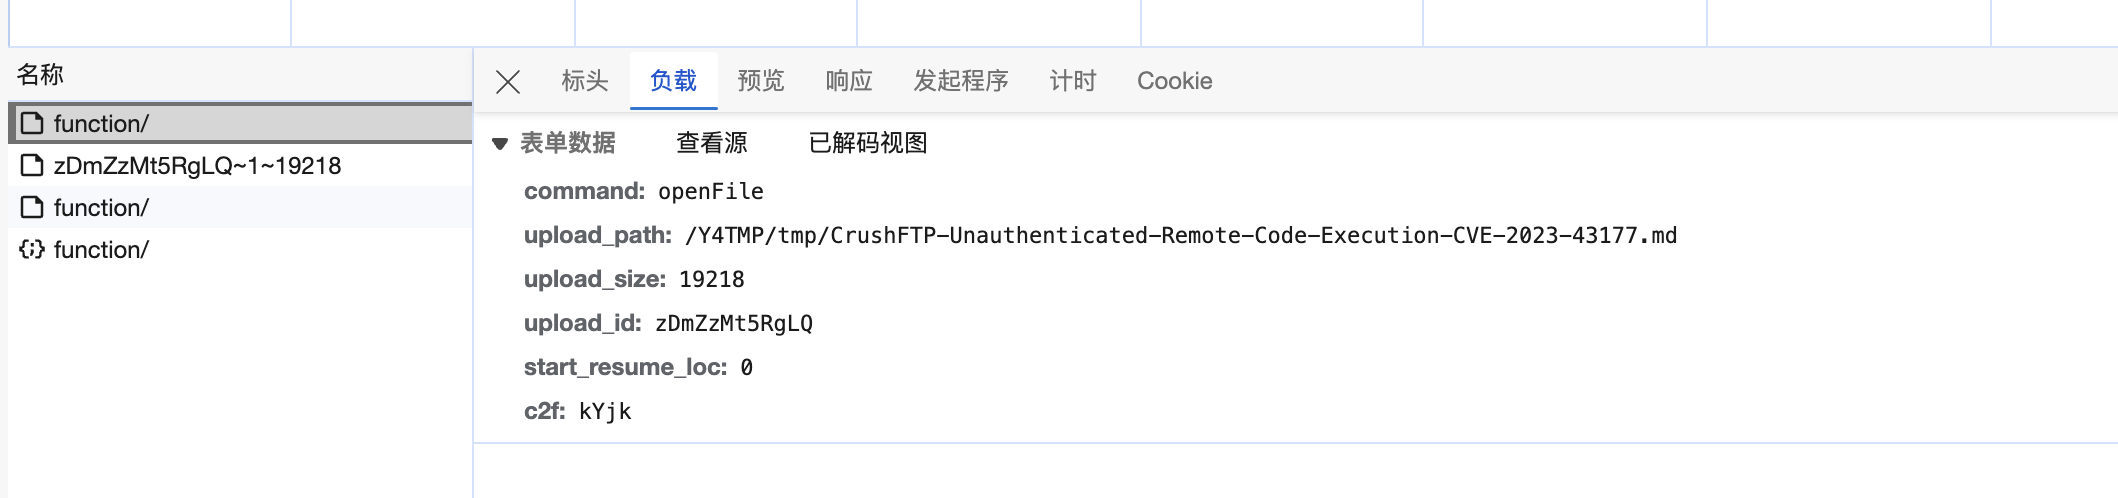 名称
function/
zDmZzMt5RgLQ~1~19218
function/
function/
标头 负载 预览 响应 发起程序 计时 Cookie
表单数据 查看源 已解码视图
command: openFile
upload_path: /Y4TMP/tmp/CrushFTP-Unauthenticated-Remote-Code-Execution-CVE-2023-43177.md
upload_size: 19218
upload_id: zDmZzMt5RgLQ
start_resume_loc: 0
c2f: kYjk